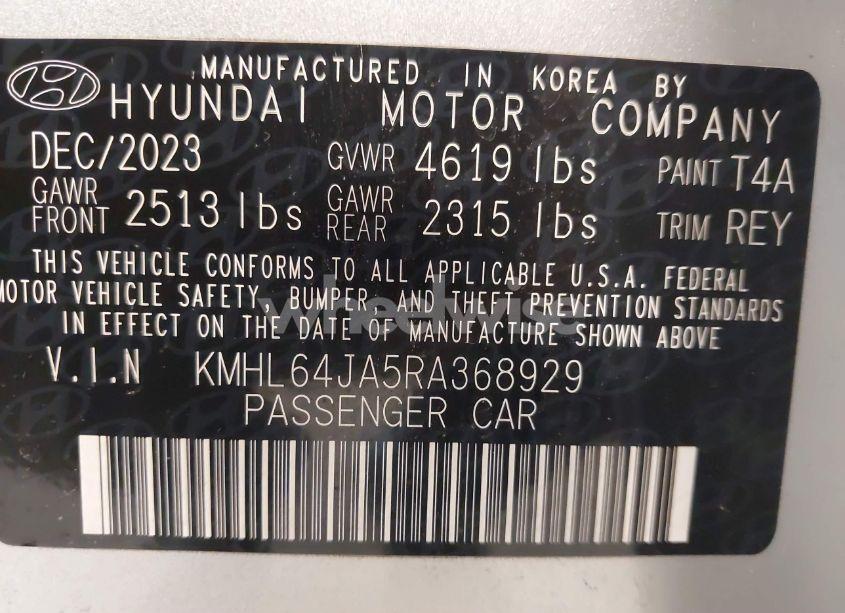 MANUFACTURED IN KOREA BY
HYUNDAI MOTOR COMPANY
DEC/2023 GVWR 4619 lbs PAINT T4A
GAWR FRONT 2513 lbs GAWR REAR 2315 lbs TRIM REY
THIS VEHICLE CONFORMS TO ALL APPLICABLE U.S.A. FEDERAL
MOTOR VEHICLE SAFETY, BUMPER, AND THEFT PREVENTION STANDARDS
IN EFFECT ON THE DATE OF MANUFACTURE SHOWN ABOVE
wheelwise
V.I.N KMHL64JA5RA368929
PASSENGER CAR